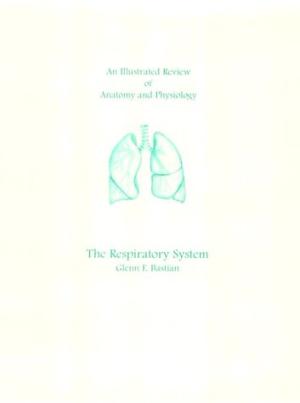 An Illustrated Review
of
Anatomy and Physiology
The Respiratory System
Glenn F. Bastian